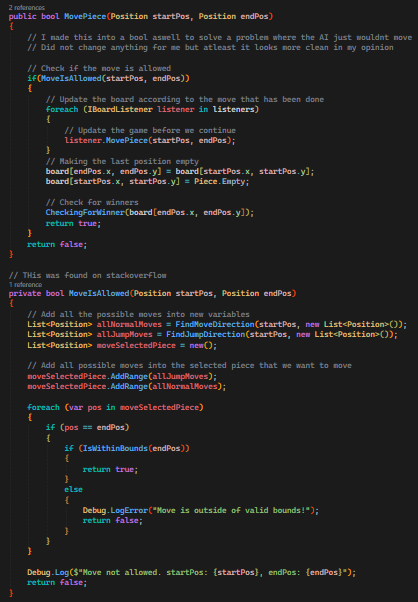 2 references
public bool MovePiece(Position startPos, Position endPos)
{
// I made this into a bool aswell to solve a problem where the AI just wouldnt move
// Did not change anything for me but atleast it looks more clean in my opinion
// Check if the move is allowed
if(MoveIsAllowed(startPos, endPos))
{
// Update the board according to the move that has been done
foreach (IBoardListener listener in listeners)
{
// Update the game before we continue
listener.MovePiece(startPos, endPos);
}
// Making the last position empty
board[endPos.x, endPos.y] = board[startPos.x, startPos.y];
board[startPos.x, startPos.y] = Piece.Empty;
// Check for winners
CheckingForWinner(board[endPos.x, endPos.y]);
return true;
}
return false;
}
// THis was found on stackoverflow
1 reference
private bool MoveIsAllowed(Position startPos, Position endPos)
{
// Add all the possible moves into new variables
List<Position> allNormalMoves = FindMoveDirection(startPos, new List<Position>());
List<Position> allJumpMoves = FindJumpDirection(startPos, new List<Position>());
List<Position> moveSelectedPiece = new();
// Add all possible moves into the selected piece that we want to move
moveSelectedPiece.AddRange(allJumpMoves);
moveSelectedPiece.AddRange(allNormalMoves);
foreach (var pos in moveSelectedPiece)
{
if (pos == endPos)
{
if (IsWithinBounds(endPos))
{
return true;
}
else
{
Debug.LogError("Move is outside of valid bounds!");
return false;
}
}
}
Debug.Log($"Move not allowed. startPos: {startPos}, endPos: {endPos}");
return false;
}